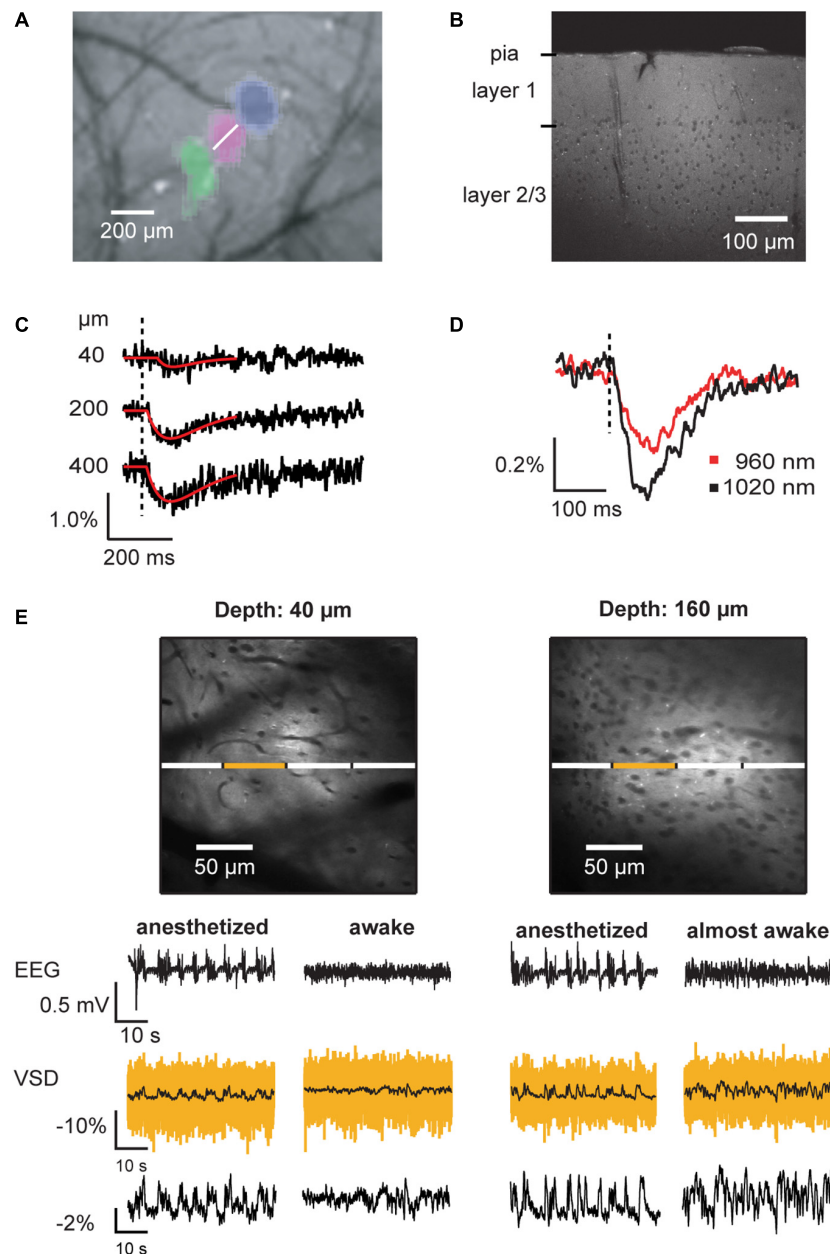 A
200 µm
B
pia
layer 1
layer 2/3
100 µm
C
µm
40
200
400
1.0%
200 ms
D
0.2%
100 ms
960 nm
1020 nm
E
Depth: 40 µm
Depth: 160 µm
50 µm
50 µm
anesthetized
awake
anesthetized
almost awake
EEG
0.5 mV
10 s
VSD
-10%
10 s
-2%
10 s